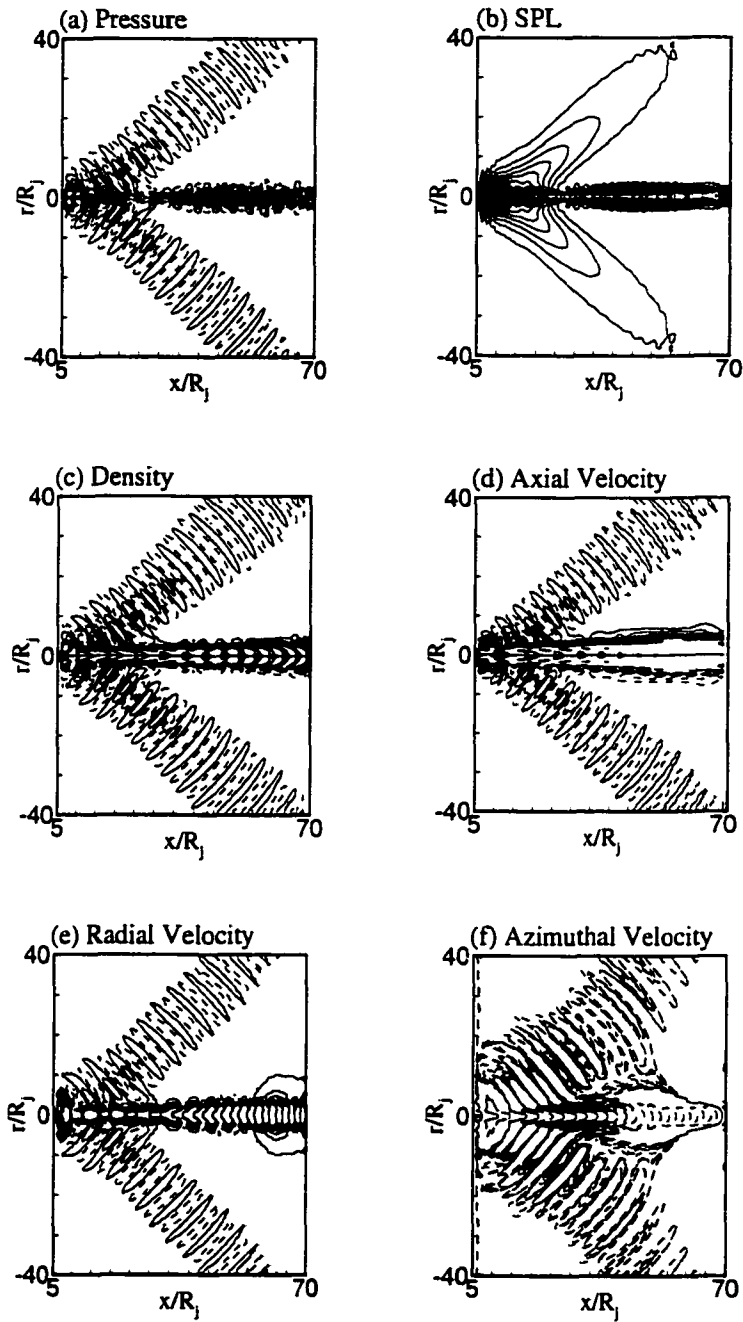 (a) Pressure
40
r/Rj
0
-40
5
x/Rj
70
(b) SPL
40
r/Rj
0
-40
5
x/Rj
70
(c) Density
40
r/Rj
0
-40
5
x/Rj
70
(d) Axial Velocity
40
r/Rj
0
-40
5
x/Rj
70
(e) Radial Velocity
40
r/Rj
0
-40
5
x/Rj
70
(f) Azimuthal Velocity
40
r/Rj
0
-40
5
x/Rj
70